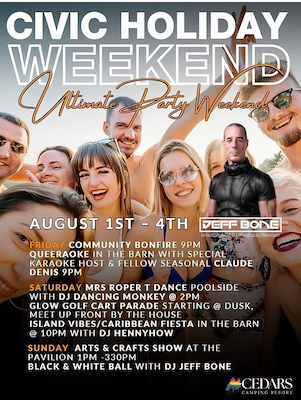 CIVIC HOLIDAY
WEEKEND
Ultimate Party Weekend
AUGUST 1ST – 4TH
JEFF BONE
FRIDAY COMMUNITY BONFIRE 9PM
QUEERAOKE IN THE BARN WITH SPECIAL
KARAOKE HOST & FELLOW SEASONAL CLAUDE
DENIS 9PM
SATURDAY MRS ROPER T DANCE POOLSIDE
WITH DJ DANCING MONKEY @ 2PM
GLOW GOLF CART PARADE STARTING @ DUSK,
MEET UP FRONT BY THE HOUSE
ISLAND VIBES/CARIBBEAN FIESTA IN THE BARN
@ 10PM WITH DJ HENNYHOW
SUNDAY ARTS & CRAFTS SHOW AT THE
PAVILION 1PM -330PM
BLACK & WHITE BALL WITH DJ JEFF BONE
CEDARS
CAMPING RESORT